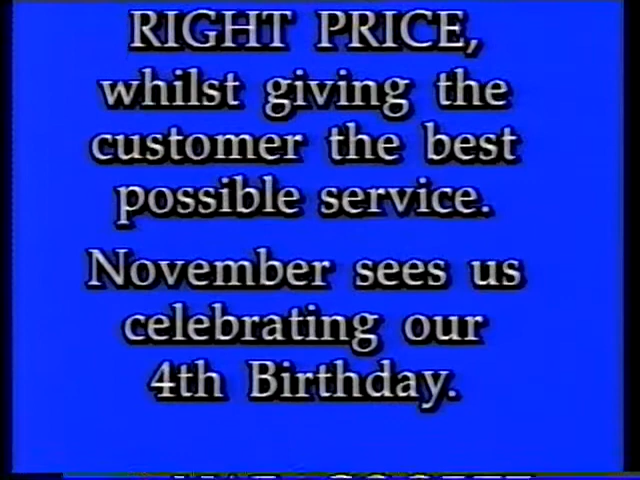 RIGHT PRICE,
whilst giving the
customer the best
possible service.
November sees us
celebrating our
4th Birthday.